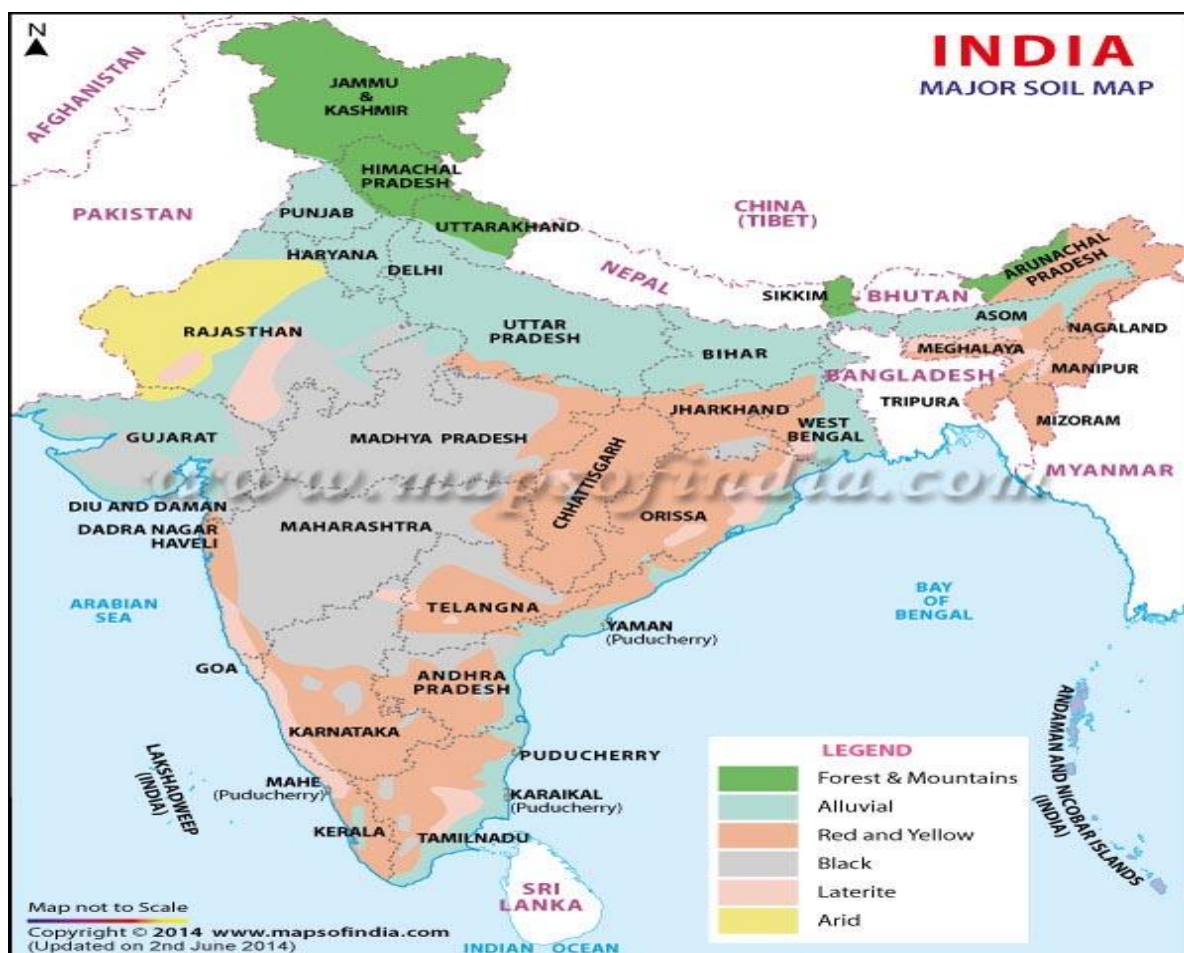 N
INDIA
MAJOR SOIL MAP
AFGHANISTAN
JAMMU
&
KASHMIR
HIMACHAL
PRADESH
PAKISTAN
PUNJAB
UTTARAKHAND
CHINA
(TIBET)
HARYANA
DELHI
NEPAL
ARUNACHAL
PRADESH
SIKKIM
BHUTAN
RAJASTHAN
UTTAR
PRADESH
ASOM
NAGALAND
BIHAR
MEGHALAYA
BANGLADESH
MANIPUR
TRIPURA
JHARKHAND
WEST
BENGAL
MIZORAM
GUJARAT
MADHYA PRADESH
MYANMAR
www.mapsofindia.com
CHHATTISGARH
DIU AND DAMAN
DADRA NAGAR
HAVELI
MAHARASHTRA
ORISSA
ARABIAN
SEA
TELANGNA
BAY
OF
BENGAL
YAMAN
(Puducherry)
GOA
ANDHRA
PRADESH
KARNATAKA
PUDUCHERRY
LAKSHADWEEP
(INDIA)
MAHE
(Puducherry)
KARAIKAL
(Puducherry)
KERALA
TAMILNADU
ANDAMAN AND NICOBAR ISLANDS
(INDIA)
SRI
LANKA
INDIAN OCEAN
LEGEND
Forest & Mountains
Alluvial
Red and Yellow
Black
Laterite
Arid
Map not to Scale
Copyright © 2014 www.mapsofindia.com
(Updated on 2nd June 2014)